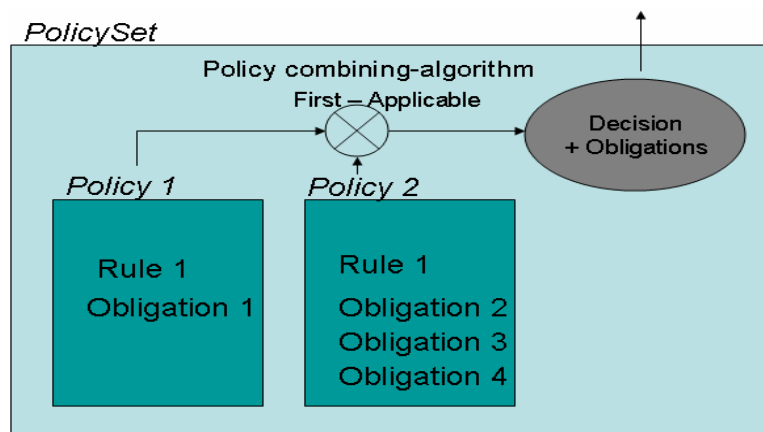 PolicySet
Policy combining-algorithm
First – Applicable
Decision
+ Obligations
Policy 1
Rule 1
Obligation 1
Policy 2
Rule 1
Obligation 2
Obligation 3
Obligation 4